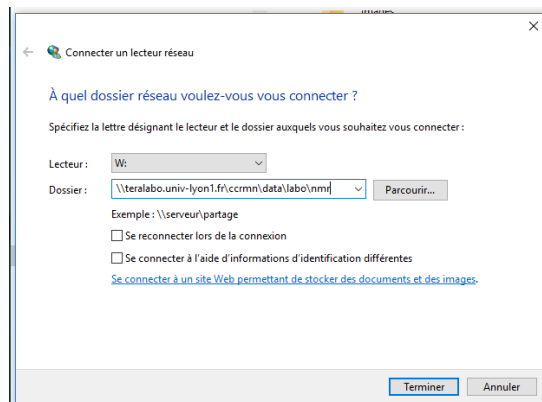 images
Connecter un lecteur réseau
À quel dossier réseau voulez-vous vous connecter ?
Spécifiez la lettre désignant le lecteur et le dossier auxquels vous souhaitez vous connecter :
Lecteur : W:
Dossier : \\teralabo.univ-lyon1.fr\ccrmn\data\labo\nmr Parcourir...
Exemple : \\serveur\partage
Se reconnecter lors de la connexion
Se connecter à l'aide d'informations d'identification différentes
Se connecter à un site Web permettant de stocker des documents et des images.
Terminer Annuler